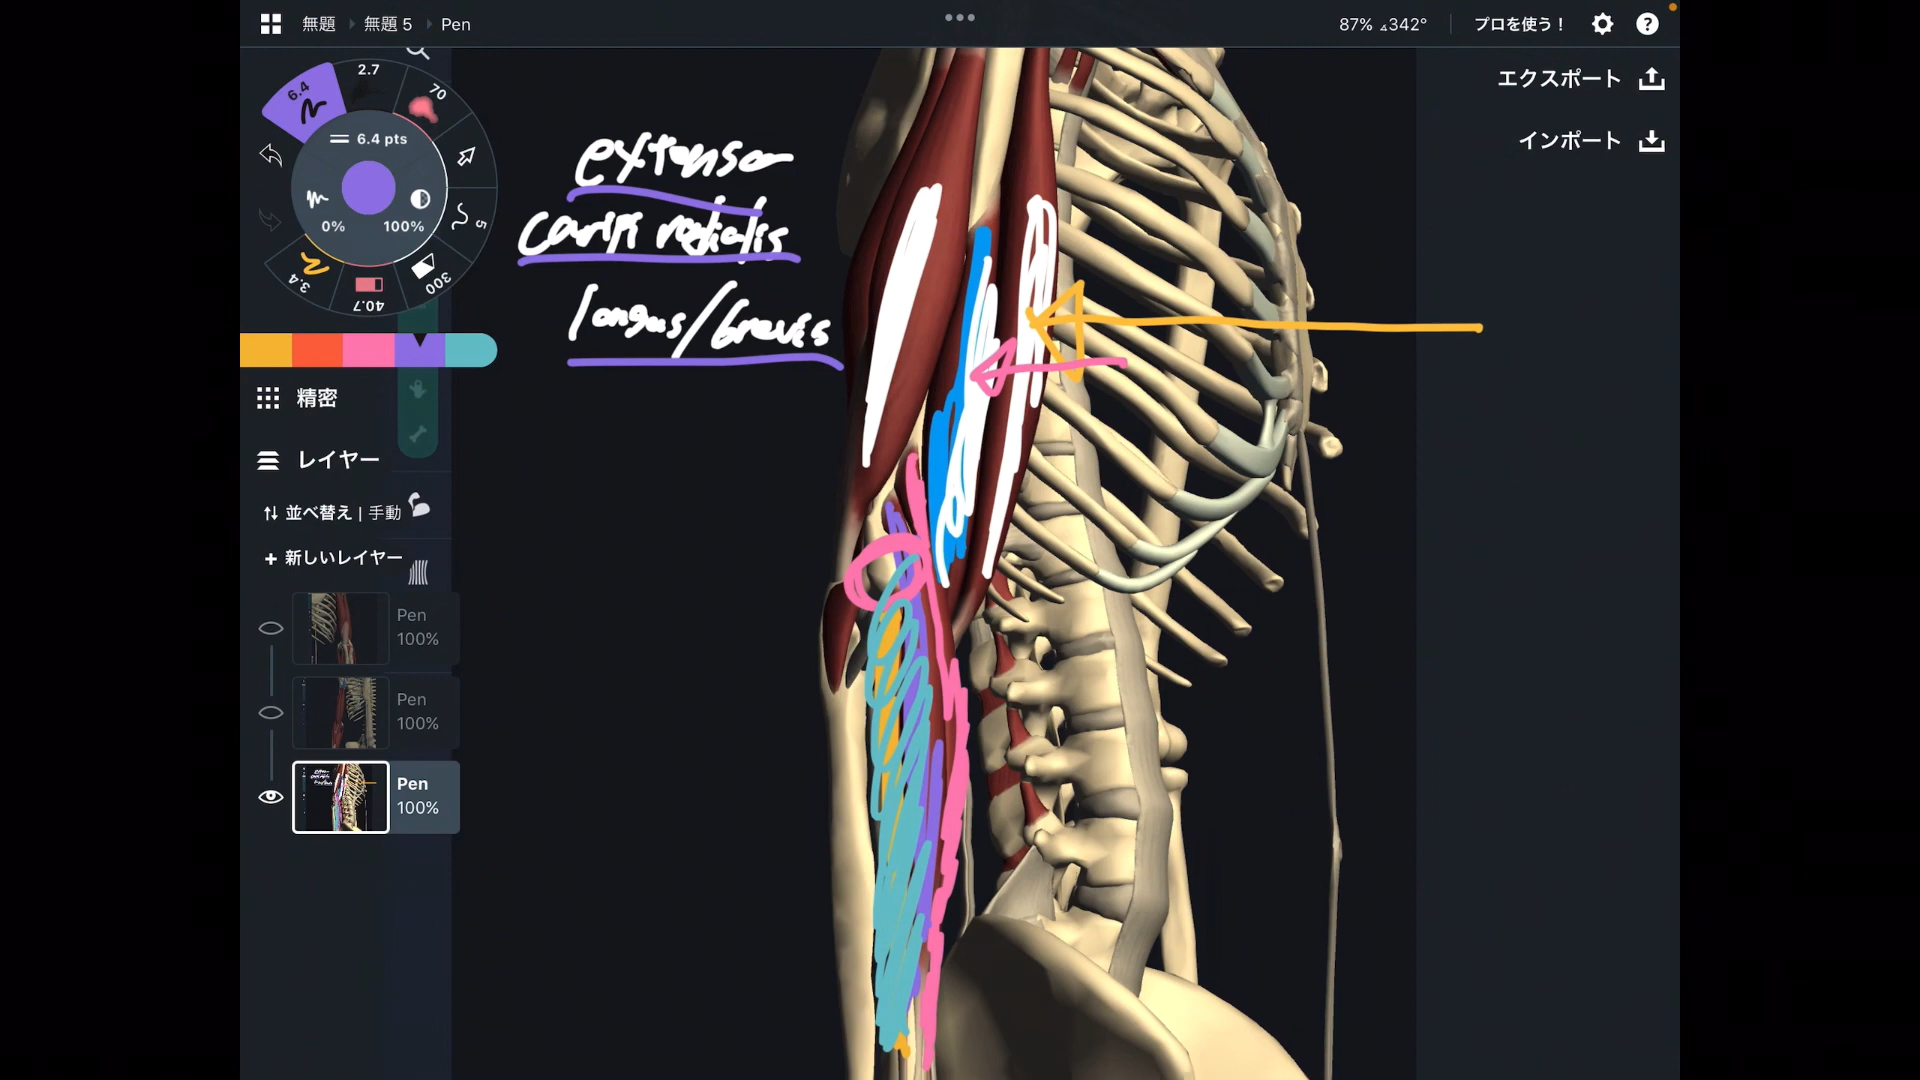 無題 無題 5 Pen
87% ⊿342° プロを使う！
エクスポート
インポート
2.7
6.4
70
6.4 pts
0% 100%
5
3.4
40.7
300
精密
レイヤー
並べ替え | 手動
+ 新しいレイヤー
Pen
100%
Pen
100%
Pen
100%
extensor
carpi radialis
longus/brevis